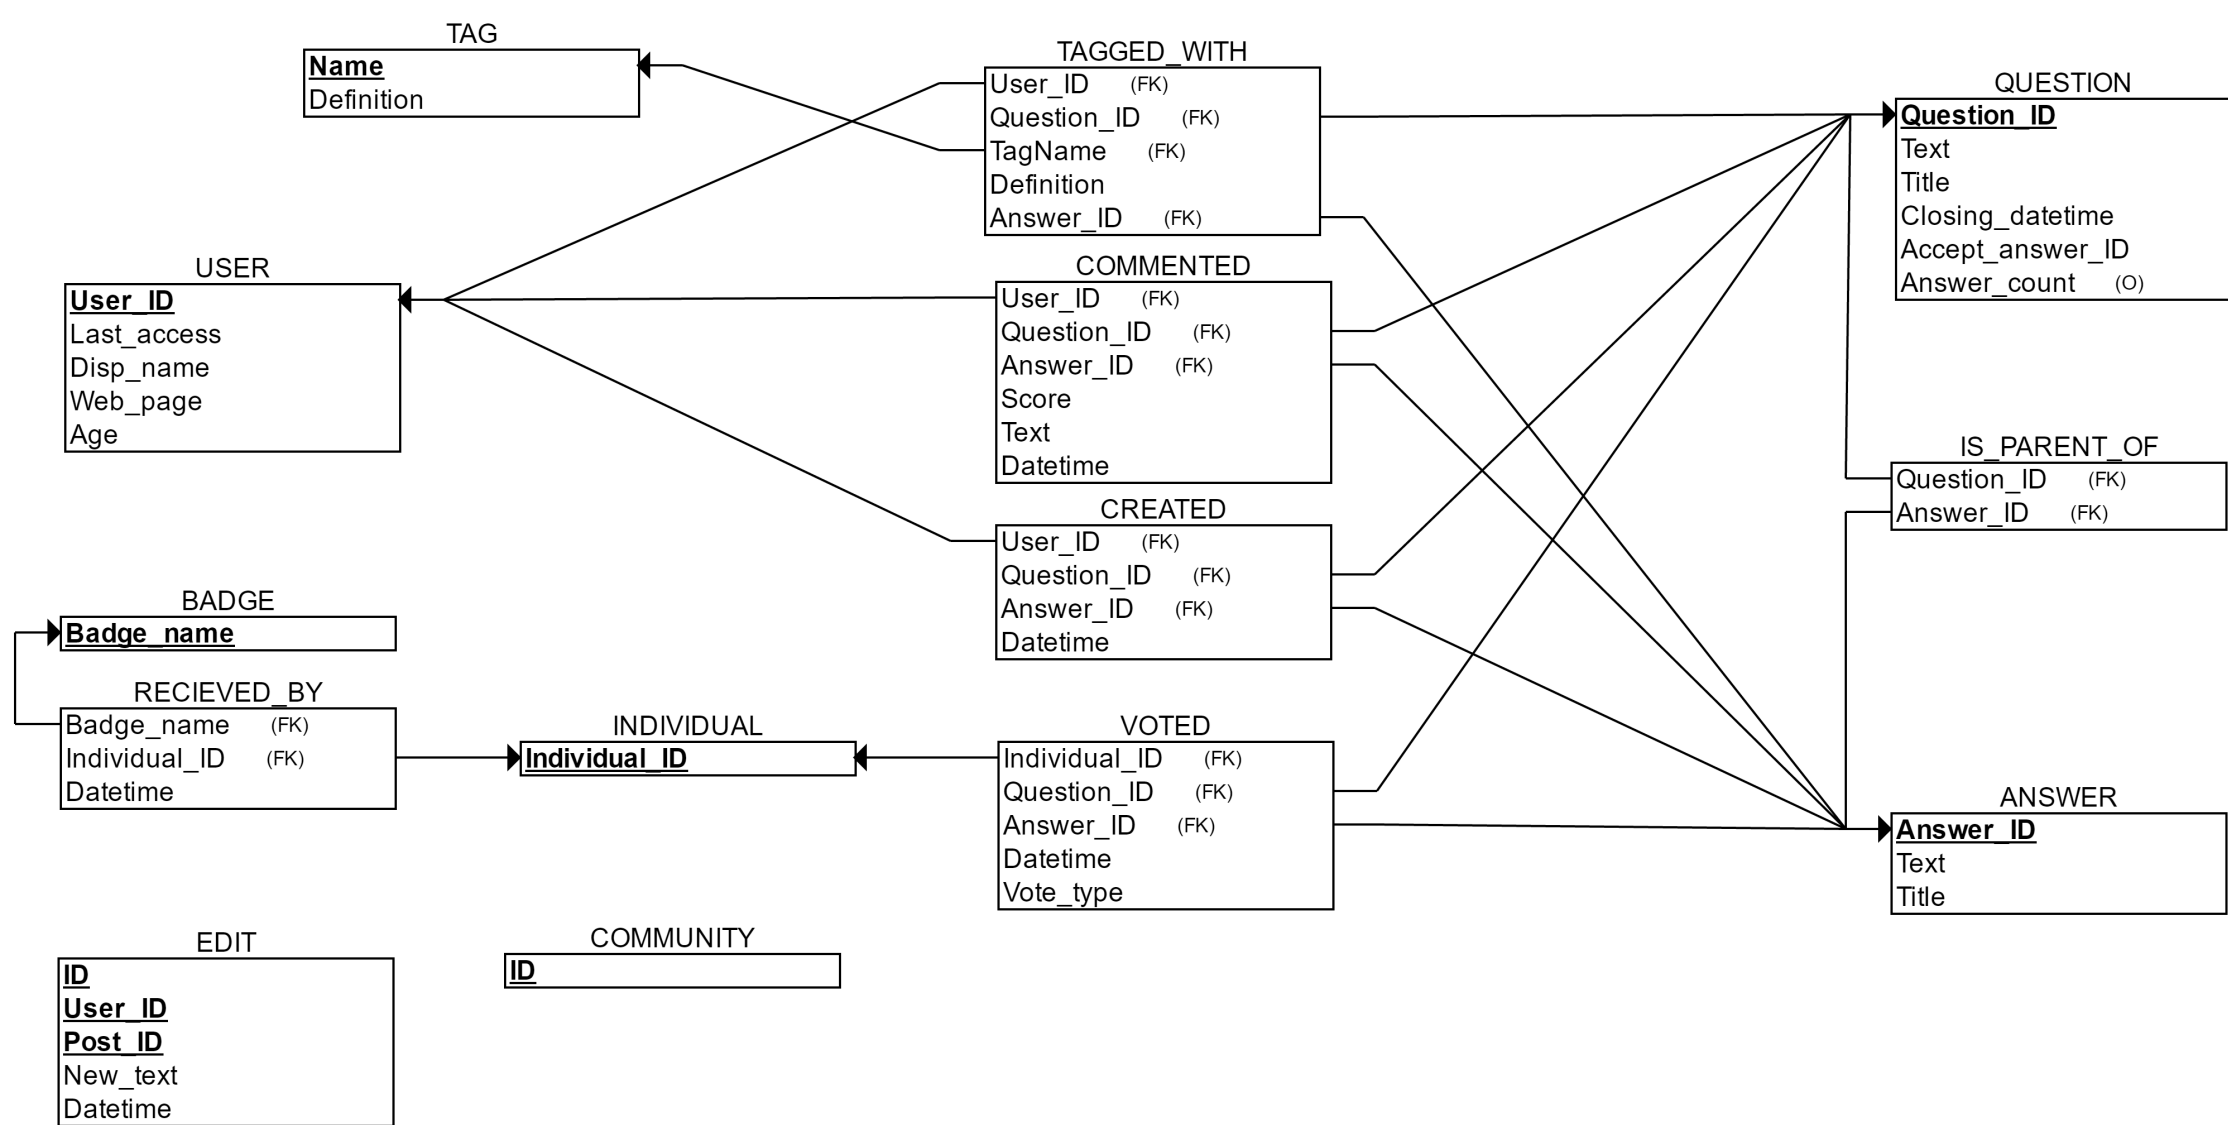 TAG
Name
Definition
TAGGED_WITH
User_ID (FK)
Question_ID (FK)
TagName (FK)
Definition
Answer_ID (FK)
QUESTION
Question_ID
Text
Title
Closing_datetime
Accept_answer_ID
Answer_count (O)
USER
User_ID
Last_access
Disp_name
Web_page
Age
COMMENTED
User_ID (FK)
Question_ID (FK)
Answer_ID (FK)
Score
Text
Datetime
IS_PARENT_OF
Question_ID (FK)
Answer_ID (FK)
CREATED
User_ID (FK)
Question_ID (FK)
Answer_ID (FK)
Datetime
BADGE
Badge_name
RECIEVED_BY
Badge_name (FK)
Individual_ID (FK)
Datetime
INDIVIDUAL
Individual_ID
VOTED
Individual_ID (FK)
Question_ID (FK)
Answer_ID (FK)
Datetime
Vote_type
ANSWER
Answer_ID
Text
Title
EDIT
ID
User_ID
Post_ID
New_text
Datetime
COMMUNITY
ID